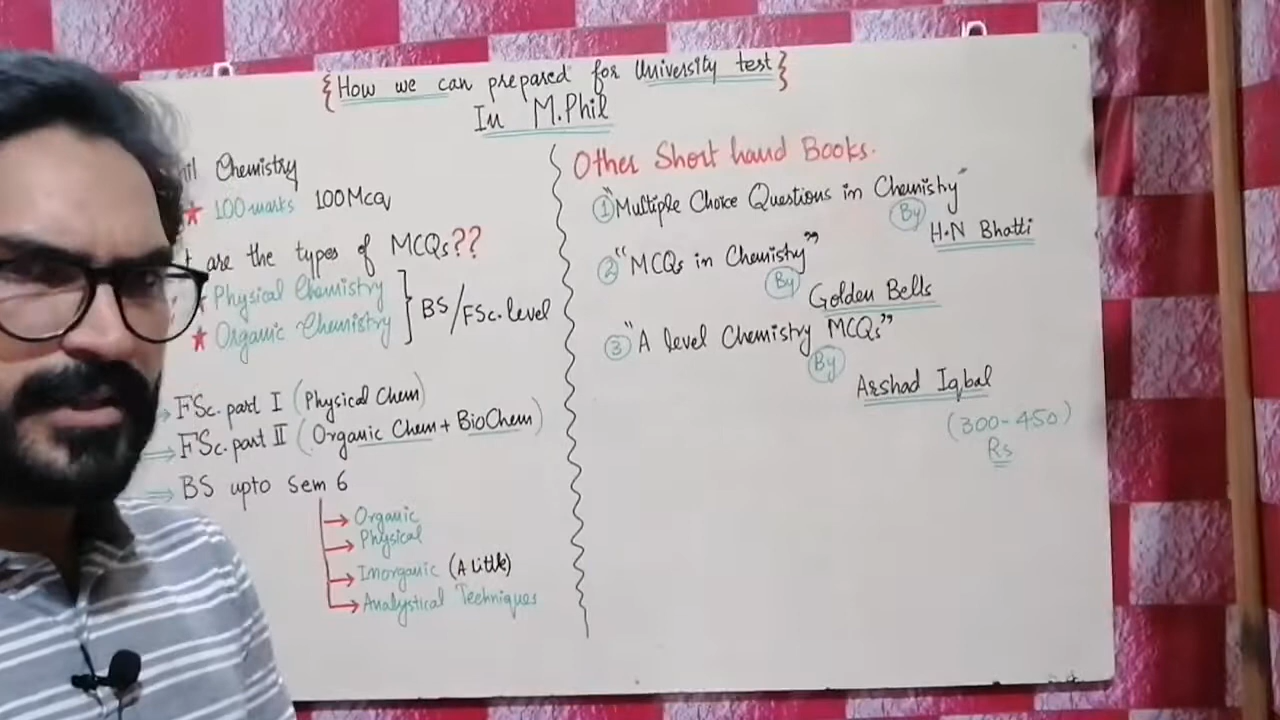 {How we can prepared for University test}
In M.Phil
hil Chemistry
100 marks 100 Mcq
t are the types of MCQs??
Physical Chemistry
Organic Chemistry
BS/FSc. level
FSc. part I (Physical Chem)
FSc. part II (Organic Chem + BioChem)
BS upto Sem 6
Organic
Physical
Inorganic (A Little)
Analystical Techniques
Other Short hand Books.
1 "Multiple Choice Questions in Chemistry"
By
H.N Bhatti
2 "MCQs in Chemistry"
By
Golden Bells
3 "A level Chemistry MCQs"
By
Arshad Iqbal
(300-450)
Rs